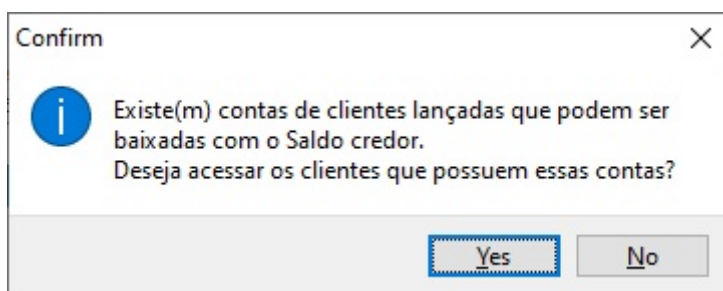 Confirm
Existe(m) contas de clientes lançadas que podem ser
baixadas com o Saldo credor.
Deseja acessar os clientes que possuem essas contas?
Yes
No